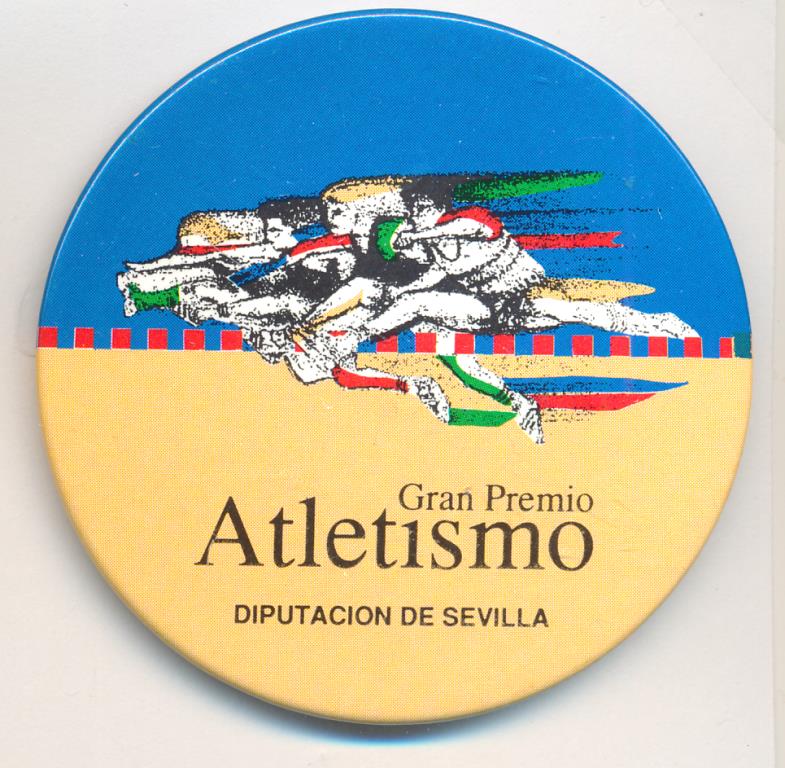 Gran Premio
Atletismo
DIPUTACION DE SEVILLA